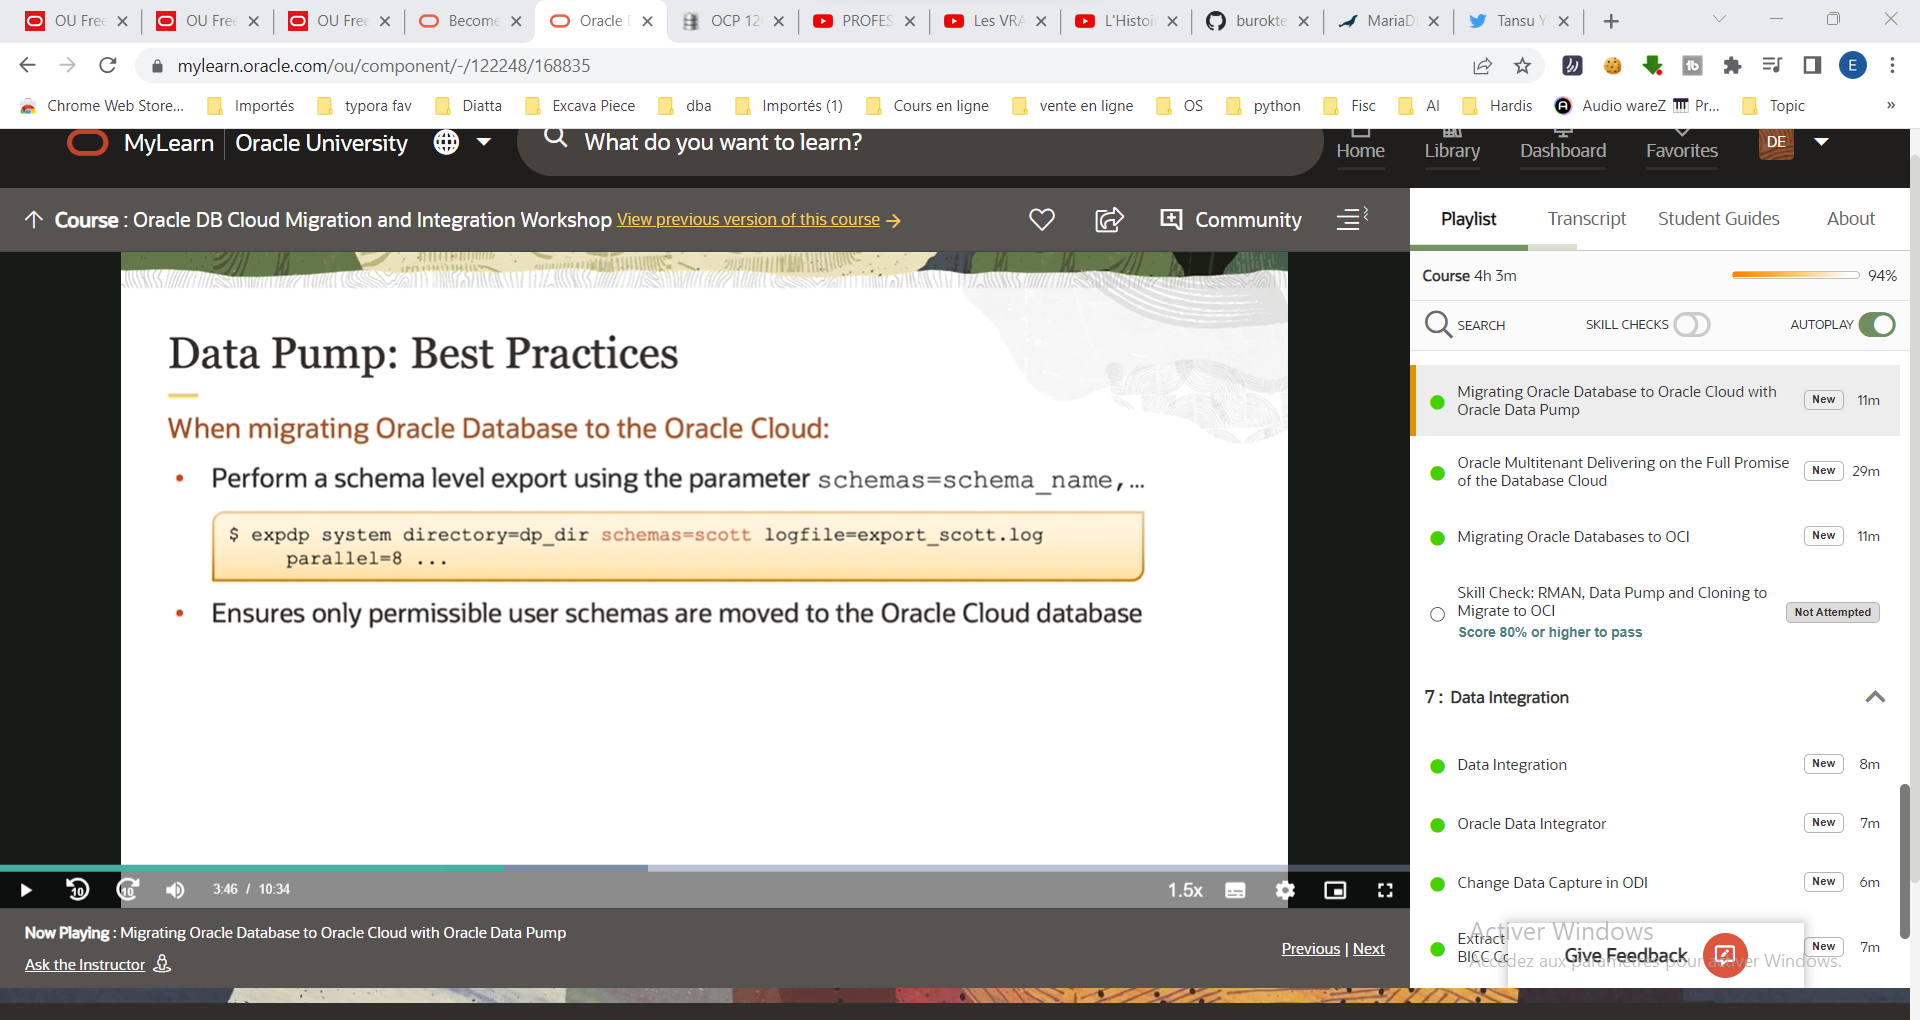 OU Free
OU Free
OU Free
Become
Oracle
OCP 12
PROFES
Les VRA
L'Histoi
burokte
MariaD
Tansu Y
mylearn.oracle.com/ou/component/-/122248/168835
E
Chrome Web Store...
Importés
typora fav
Diatta
Excava Piece
dba
Importés (1)
Cours en ligne
vente en ligne
OS
python
Fisc
AI
Hardis
Audio wareZ
Pr...
Topic
»
MyLearn
Oracle University
What do you want to learn?
Home
Library
Dashboard
Favorites
DE
Course : Oracle DB Cloud Migration and Integration Workshop View previous version of this course →
Community
Playlist
Transcript
Student Guides
About
Course 4h 3m
94%
SEARCH
SKILL CHECKS
AUTOPLAY
Data Pump: Best Practices
When migrating Oracle Database to the Oracle Cloud:
• Perform a schema level export using the parameter schemas=schema_name,…
$ expdp system directory=dp_dir schemas=scott logfile=export_scott.log
parallel=8 ...
• Ensures only permissible user schemas are moved to the Oracle Cloud database
10
10
3:46 / 10:34
1.5x
Now Playing : Migrating Oracle Database to Oracle Cloud with Oracle Data Pump
Ask the Instructor
Previous | Next
Migrating Oracle Database to Oracle Cloud with
Oracle Data Pump
New
11m
Oracle Multitenant Delivering on the Full Promise
of the Database Cloud
New
29m
Migrating Oracle Databases to OCI
New
11m
Skill Check: RMAN, Data Pump and Cloning to
Migrate to OCI
Score 80% or higher to pass
Not Attempted
7 : Data Integration
Data Integration
New
8m
Oracle Data Integrator
New
7m
Change Data Capture in ODI
New
6m
Extract
BICC
New
7m
Give Feedback
Activer Windows
Accédez aux paramètres pour activer Windows.